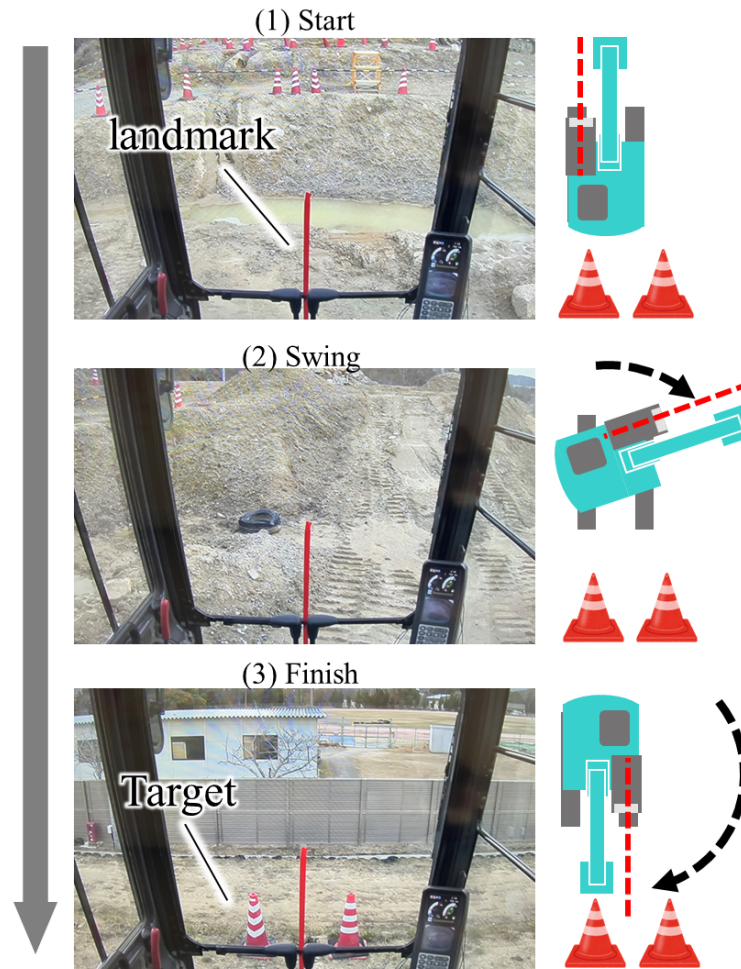 (1) Start
landmark
(2) Swing
(3) Finish
Target